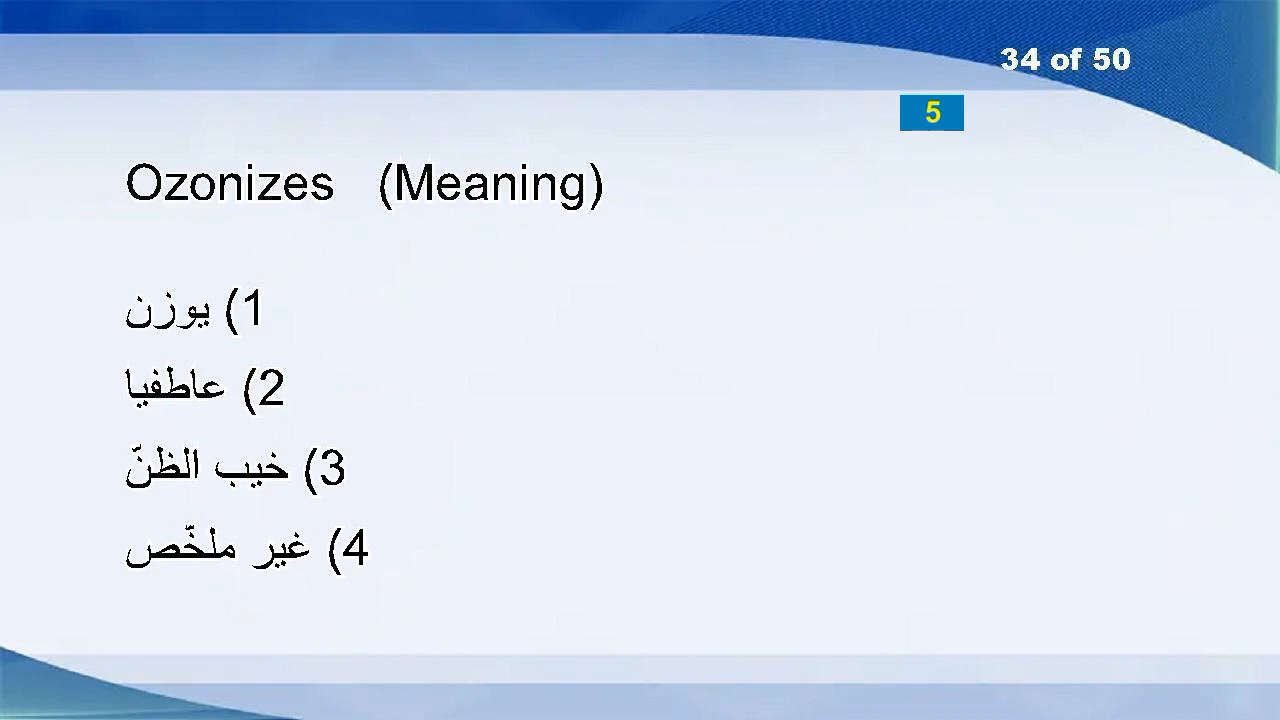 34 of 50
5
Ozonizes (Meaning)
1) يوزن
2) عاطفيا
3) خيب الظنّ
4) غير ملخّص